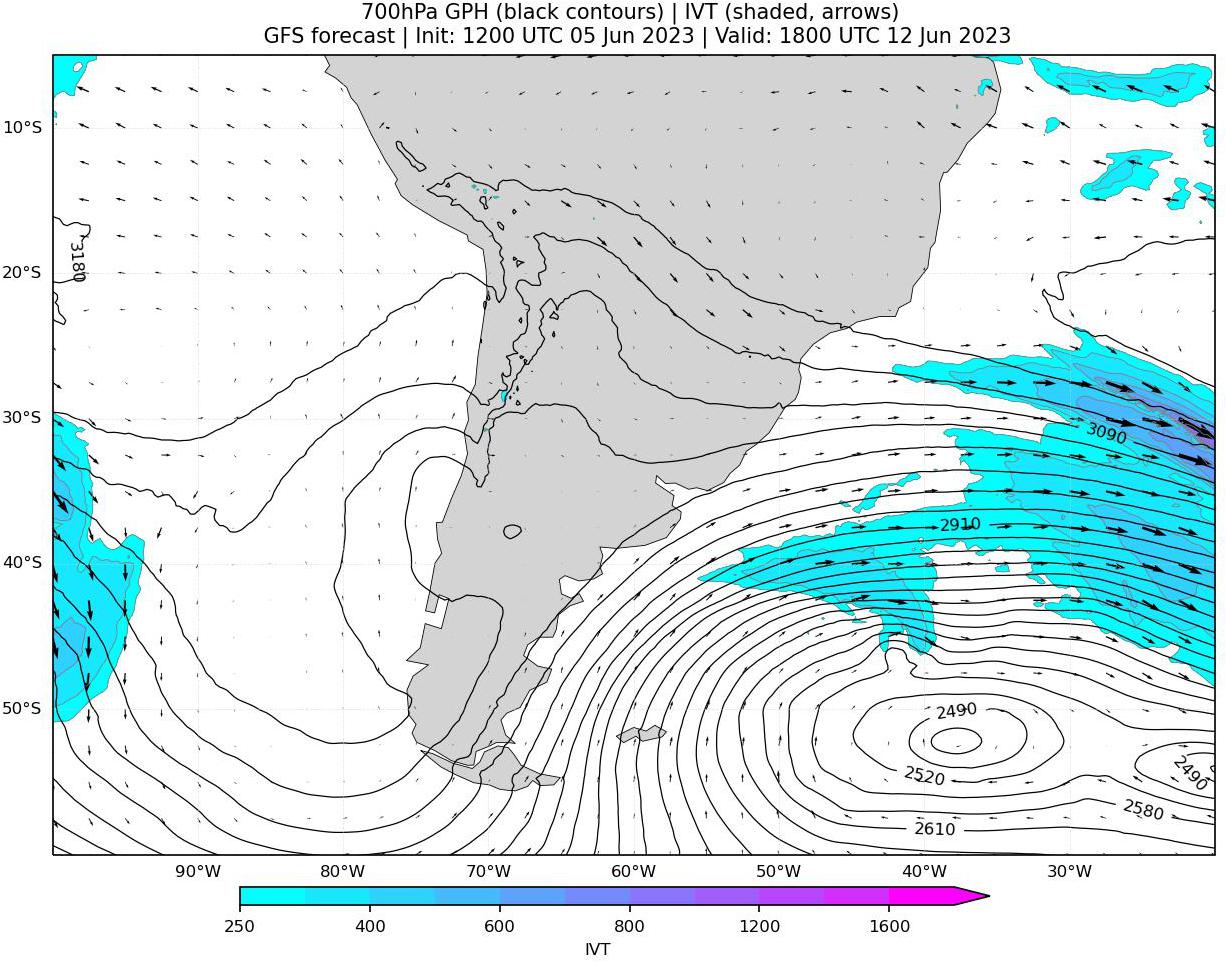 700hPa GPH (black contours) | IVT (shaded, arrows)
GFS forecast | Init: 1200 UTC 05 Jun 2023 | Valid: 1800 UTC 12 Jun 2023
10°S
3180
20°S
30°S
3090
2910
40°S
50°S
2490
2520
2490
2580
2610
90°W 80°W 70°W 60°W 50°W 40°W 30°W
250 400 600 800 1200 1600
IVT